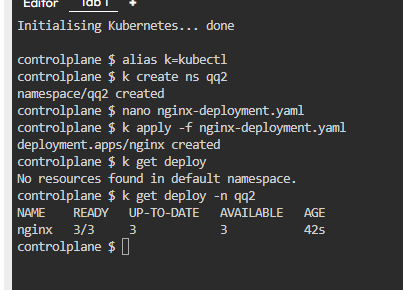 Editor Tab 1 +
Initialising Kubernetes... done
controlplane $ alias k=kubectl
controlplane $ k create ns qq2
namespace/qq2 created
controlplane $ nano nginx-deployment.yaml
controlplane $ k apply -f nginx-deployment.yaml
deployment.apps/nginx created
controlplane $ k get deploy
No resources found in default namespace.
controlplane $ k get deploy -n qq2
NAME READY UP-TO-DATE AVAILABLE AGE
nginx 3/3 3 3 42s
controlplane $